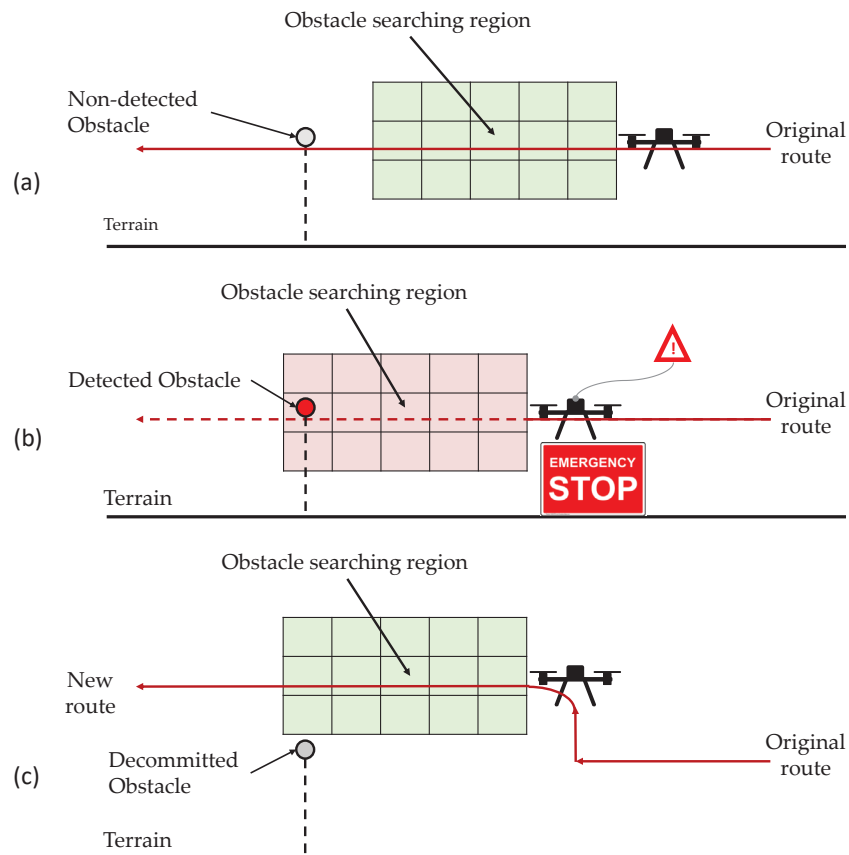 Obstacle searching region
Non-detected
Obstacle
Original
route
(a)
Terrain
Obstacle searching region
!
Detected Obstacle
Original
route
(b)
EMERGENCY
STOP
Terrain
Obstacle searching region
New
route
Original
route
Decommitted
Obstacle
(c)
Terrain